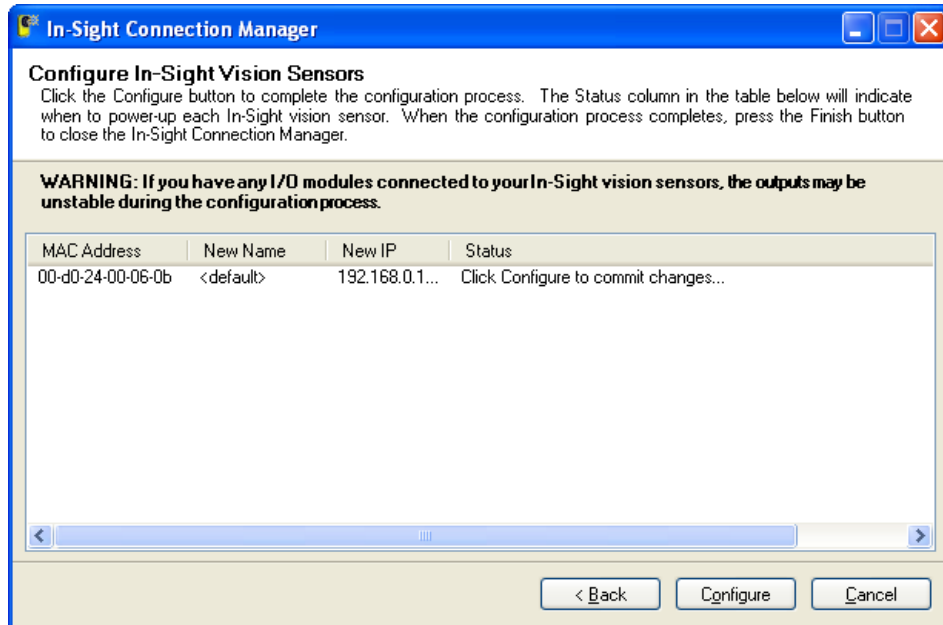 In-Sight Connection Manager
Configure In-Sight Vision Sensors
Click the Configure button to complete the configuration process. The Status column in the table below will indicate
when to power-up each In-Sight vision sensor. When the configuration process completes, press the Finish button
to close the In-Sight Connection Manager.
WARNING: If you have any I/O modules connected to your In-Sight vision sensors, the outputs may be
unstable during the configuration process.
MAC Address New Name New IP Status
00-d0-24-00-06-0b <default> 192.168.0.1... Click Configure to commit changes...
< Back Configure Cancel